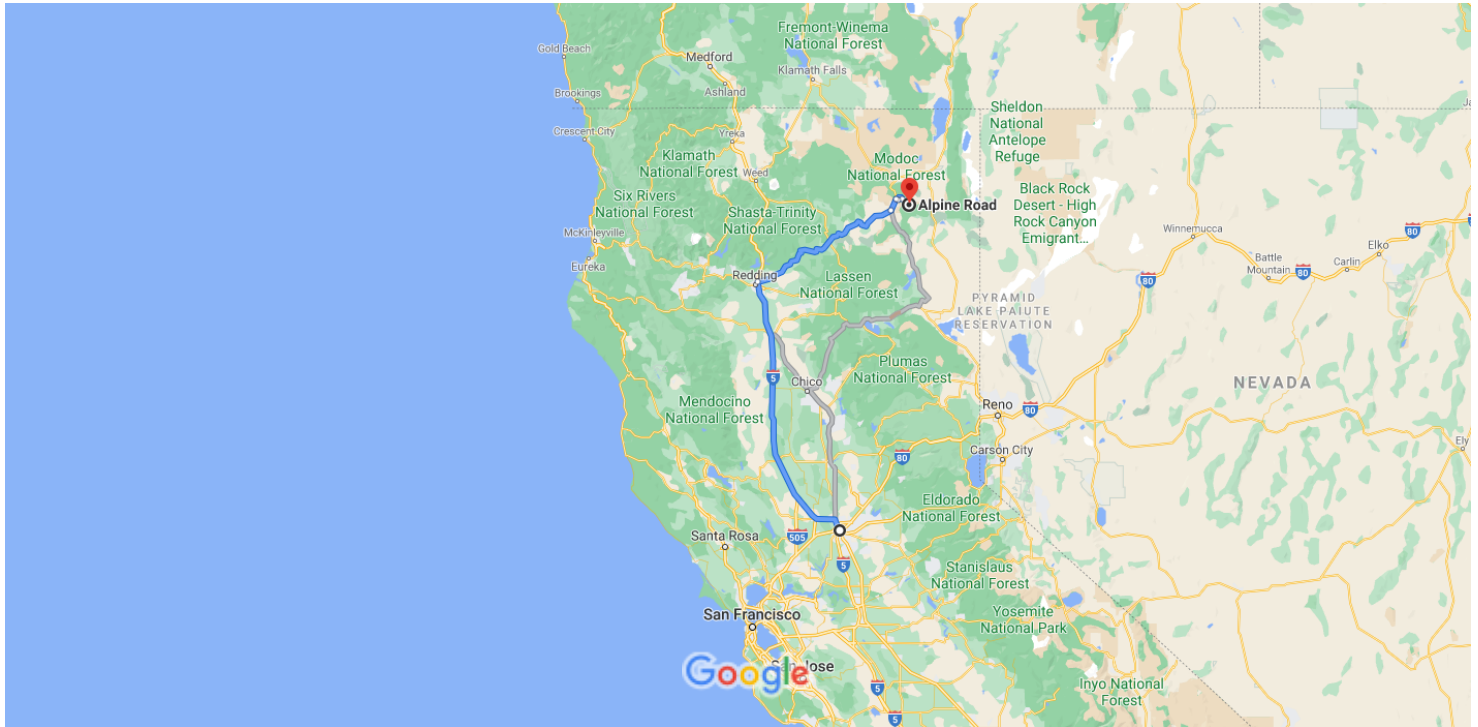 Fremont-Winema
National Forest
Gold Beach
Medford
Klamath Falls
Ashland
Brookings
Sheldon
National
Antelope
Refuge
Crescent City
Yreka
Klamath
National Forest
Modoc
National Forest
Weed
Six Rivers
National Forest
Alpine Road
Black Rock
Desert - High
Rock Canyon
Emigrant...
Shasta-Trinity
National Forest
McKinleyville
Winnemucca
80
Elko
Eureka
Battle
Mountain
Carlin
80
80
Redding
Lassen
National Forest
PYRAMID
LAKE PAIUTE
RESERVATION
Plumas
National Forest
5
Chico
NEVADA
Mendocino
National Forest
Reno
80
Carson City
Ely
80
Eldorado
National Forest
Santa Rosa
505
5
Stanislaus
National Forest
San Francisco
Yosemite
National Park
San Jose
Google
5
Inyo National
Forest
5